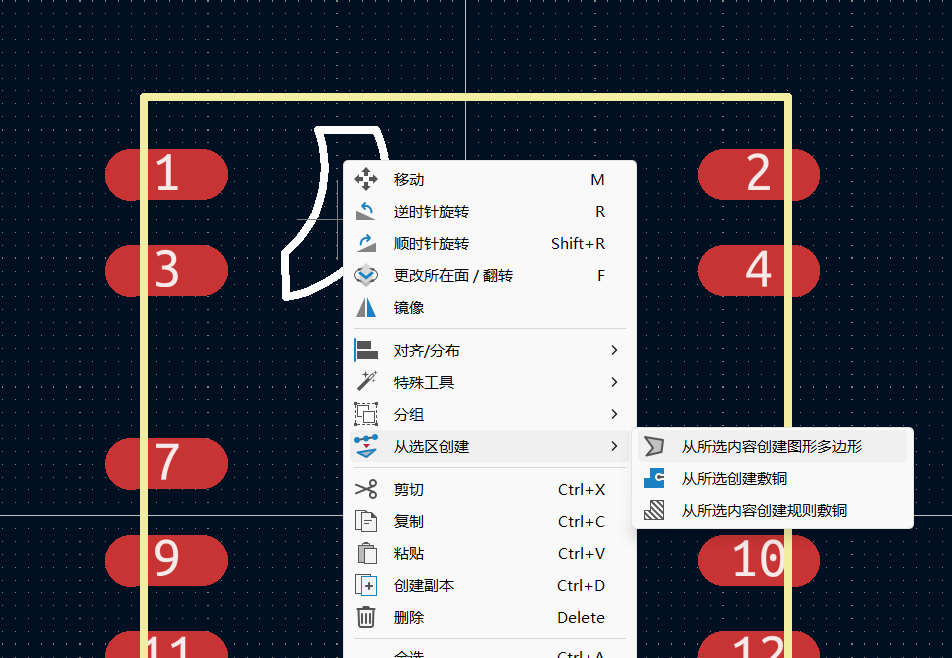 1
2
3
4
7
9
10
11
12
移动 M
逆时针旋转 R
顺时针旋转 Shift+R
更改所在面 / 翻转 F
镜像
对齐/分布
特殊工具
分组
从选区创建
从所选内容创建图形多边形
从所选创建敷铜
从所选内容创建规则敷铜
剪切 Ctrl+X
复制 Ctrl+C
粘贴 Ctrl+V
创建副本 Ctrl+D
删除 Delete
全选 Ctrl+A